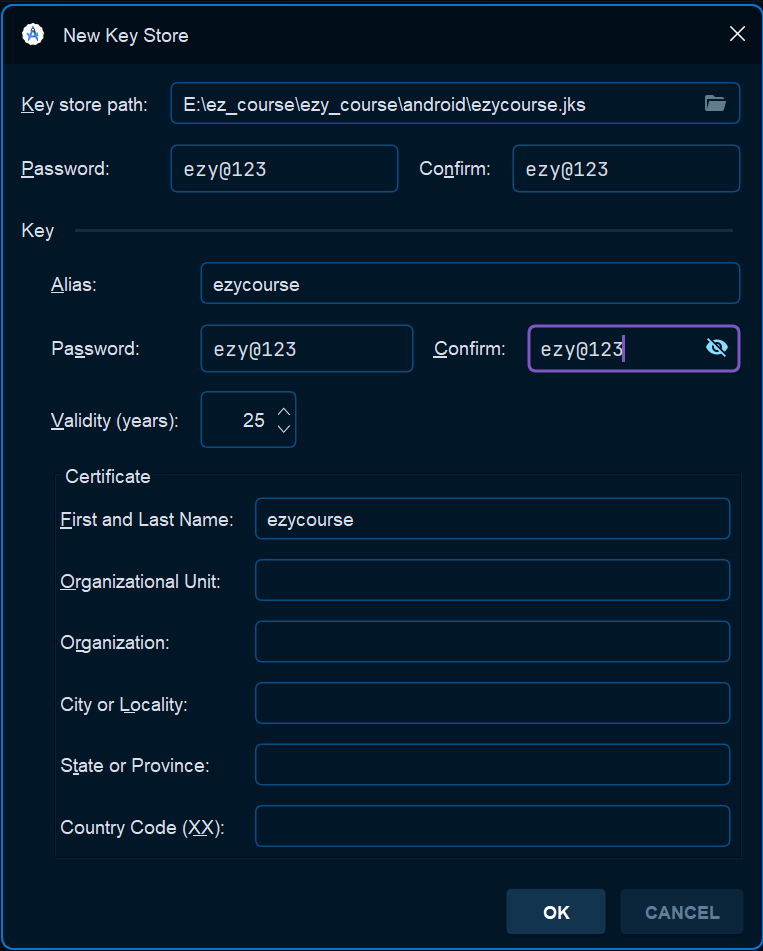 New Key Store
Key store path: E:\ez_course\ezy_course\android\ezycourse.jks
Password: ezy@123 Confirm: ezy@123
Key
Alias: ezycourse
Password: ezy@123 Confirm: ezy@123
Validity (years): 25
Certificate
First and Last Name: ezycourse
Organizational Unit:
Organization:
City or Locality:
State or Province:
Country Code (XX):
OK CANCEL